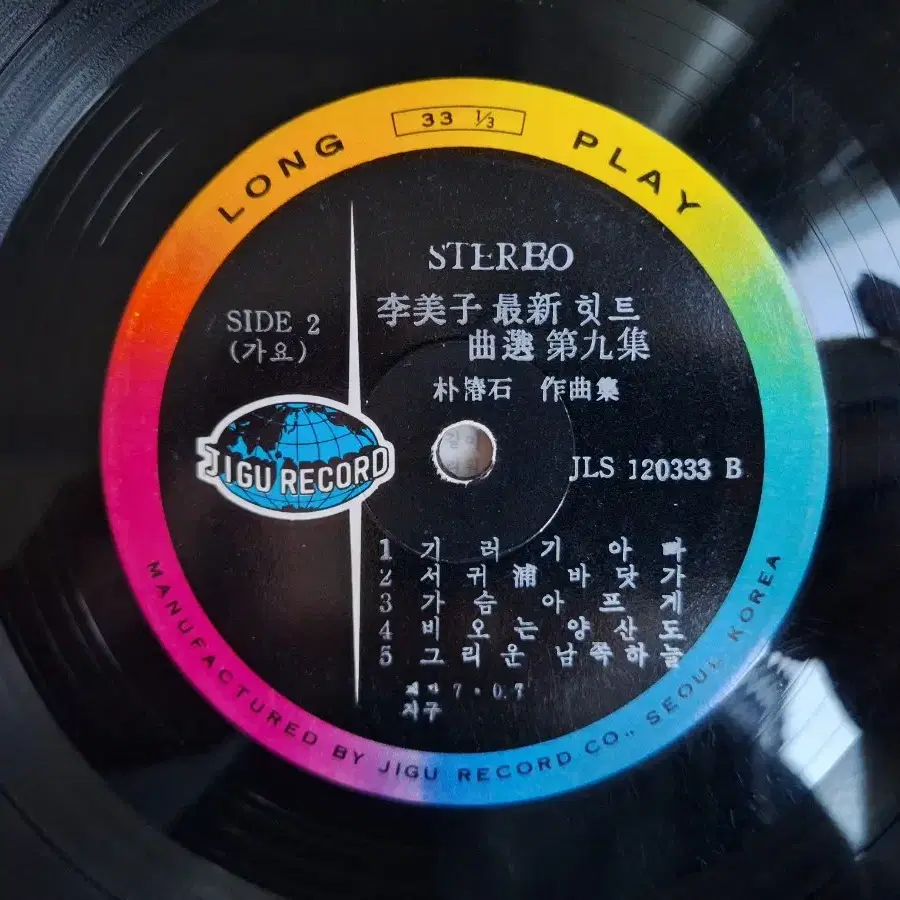 LONG 33 1/3 PLAY
STEREO
SIDE 2
(가요)
李美子 最新 힛트
曲選 第九集
朴椿石 作曲集
JIGU RECORD
JLS 120333 B
1 기러기아빠
2 서귀浦바닷가
3 가슴아프게
4 비오는양산도
5 그리운남쪽하늘
7·0.7
지구
MANUFACTURED BY JIGU RECORD CO., SEOUL KOREA